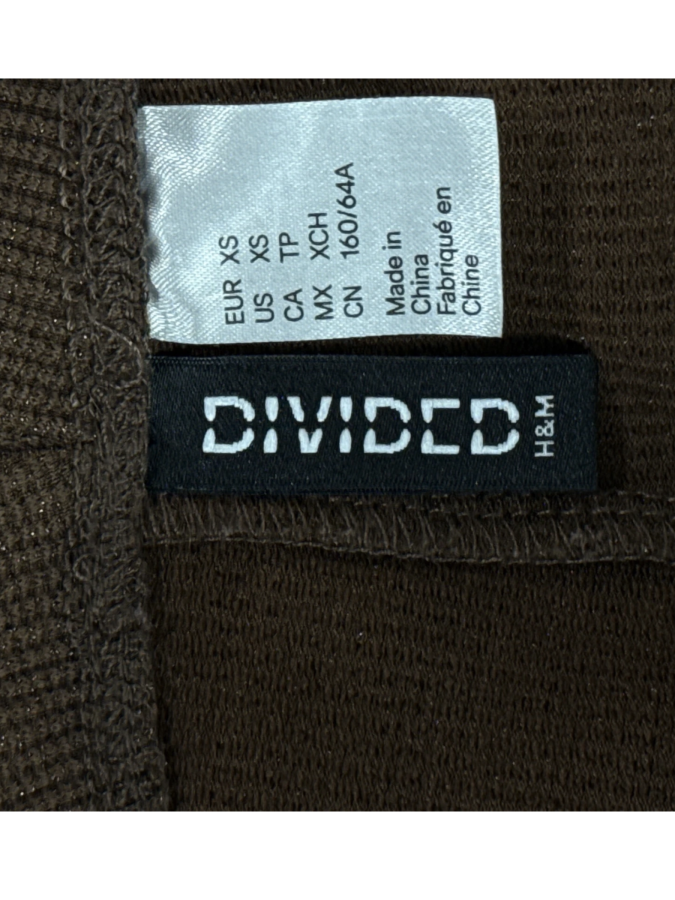 EUR XS
US XS
CA TP
MX XCH
CN 160/64A
Made in
China
Fabriqué en
Chine
DIVIDED
H&M